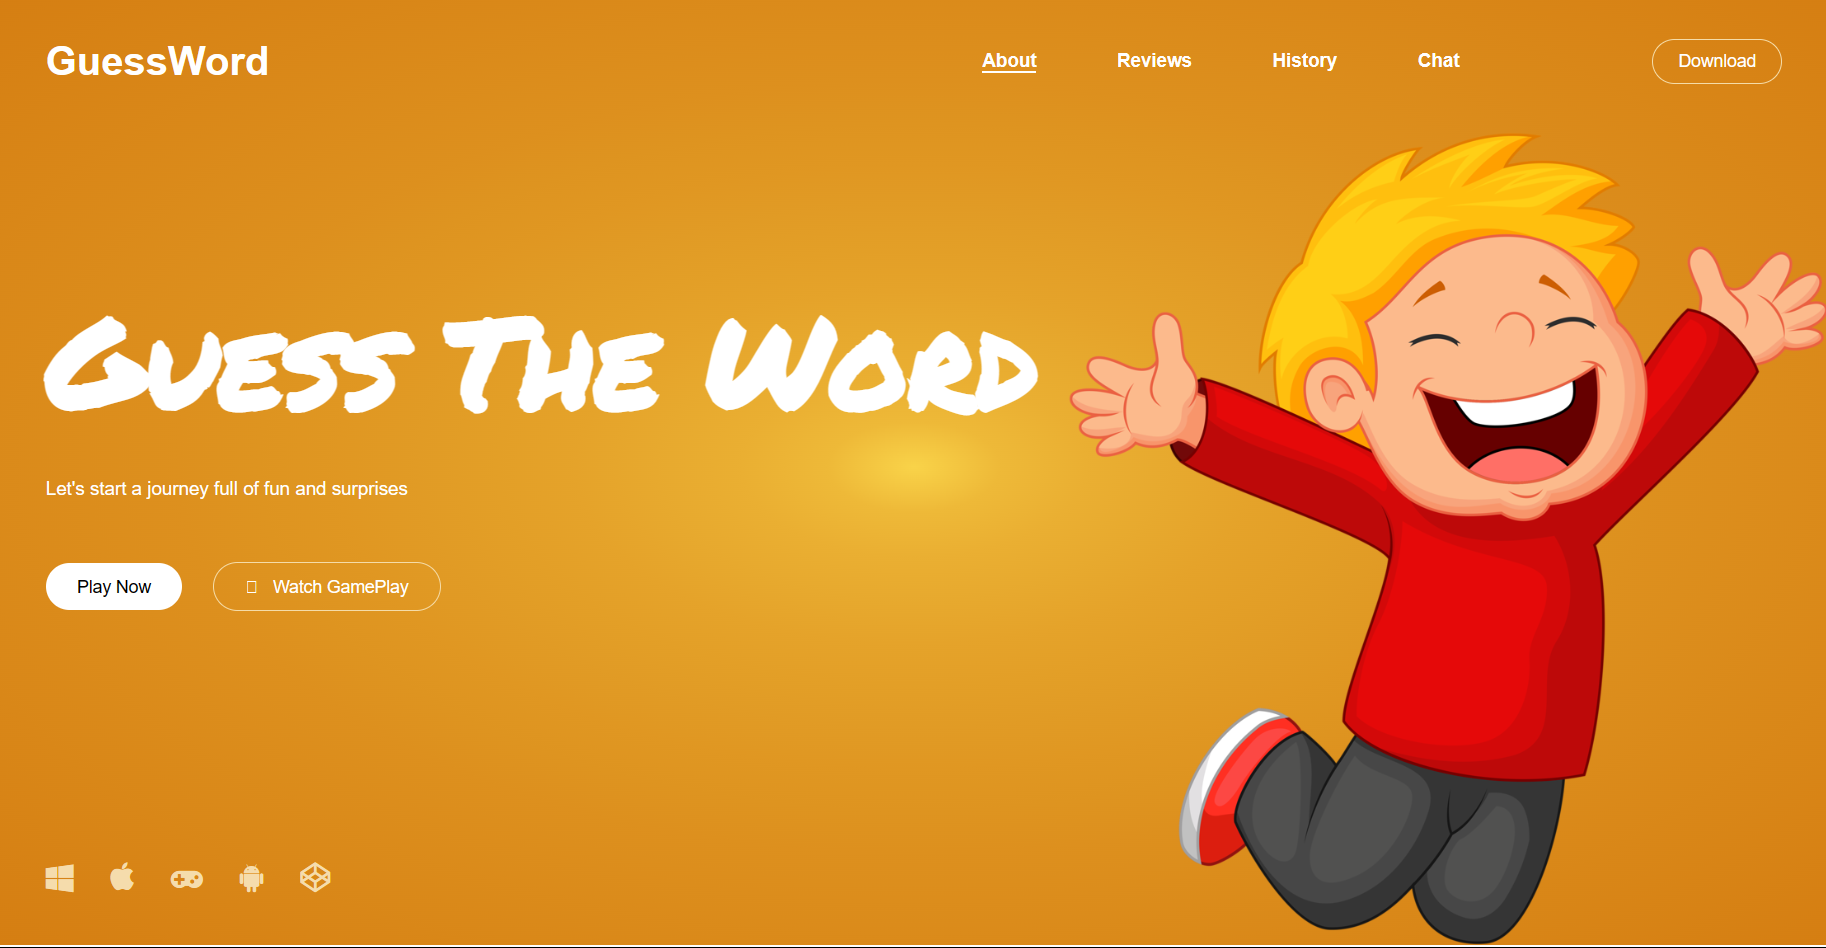 GuessWord
About Reviews History Chat Download
Guess The Word
Let's start a journey full of fun and surprises
Play Now Watch GamePlay